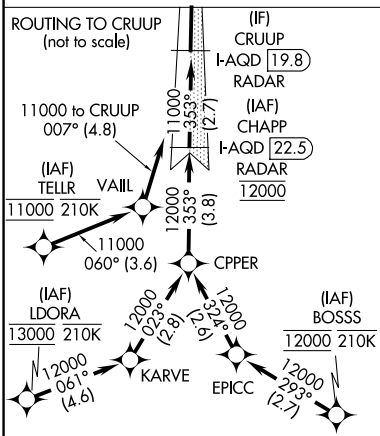 ROUTING TO CRUUP
(not to scale)
(IF)
CRUUP
I-AQD 19.8
RADAR
(IAF)
CHAPP
I-AQD 22.5
RADAR
12000
11000
353°
(2.7)
11000 to CRUUP
007° (4.8)
(IAF)
TELLR
11000 210K
VAIIL
11000
060° (3.6)
12000
353°
(3.8)
CPPER
(IAF)
LDORA
13000 210K
12000
061°
(4.6)
KARVE
12000
023°
(2.8)
12000
324°
(2.6)
EPICC
(IAF)
BOSSS
12000 210K
12000
293°
(2.7)